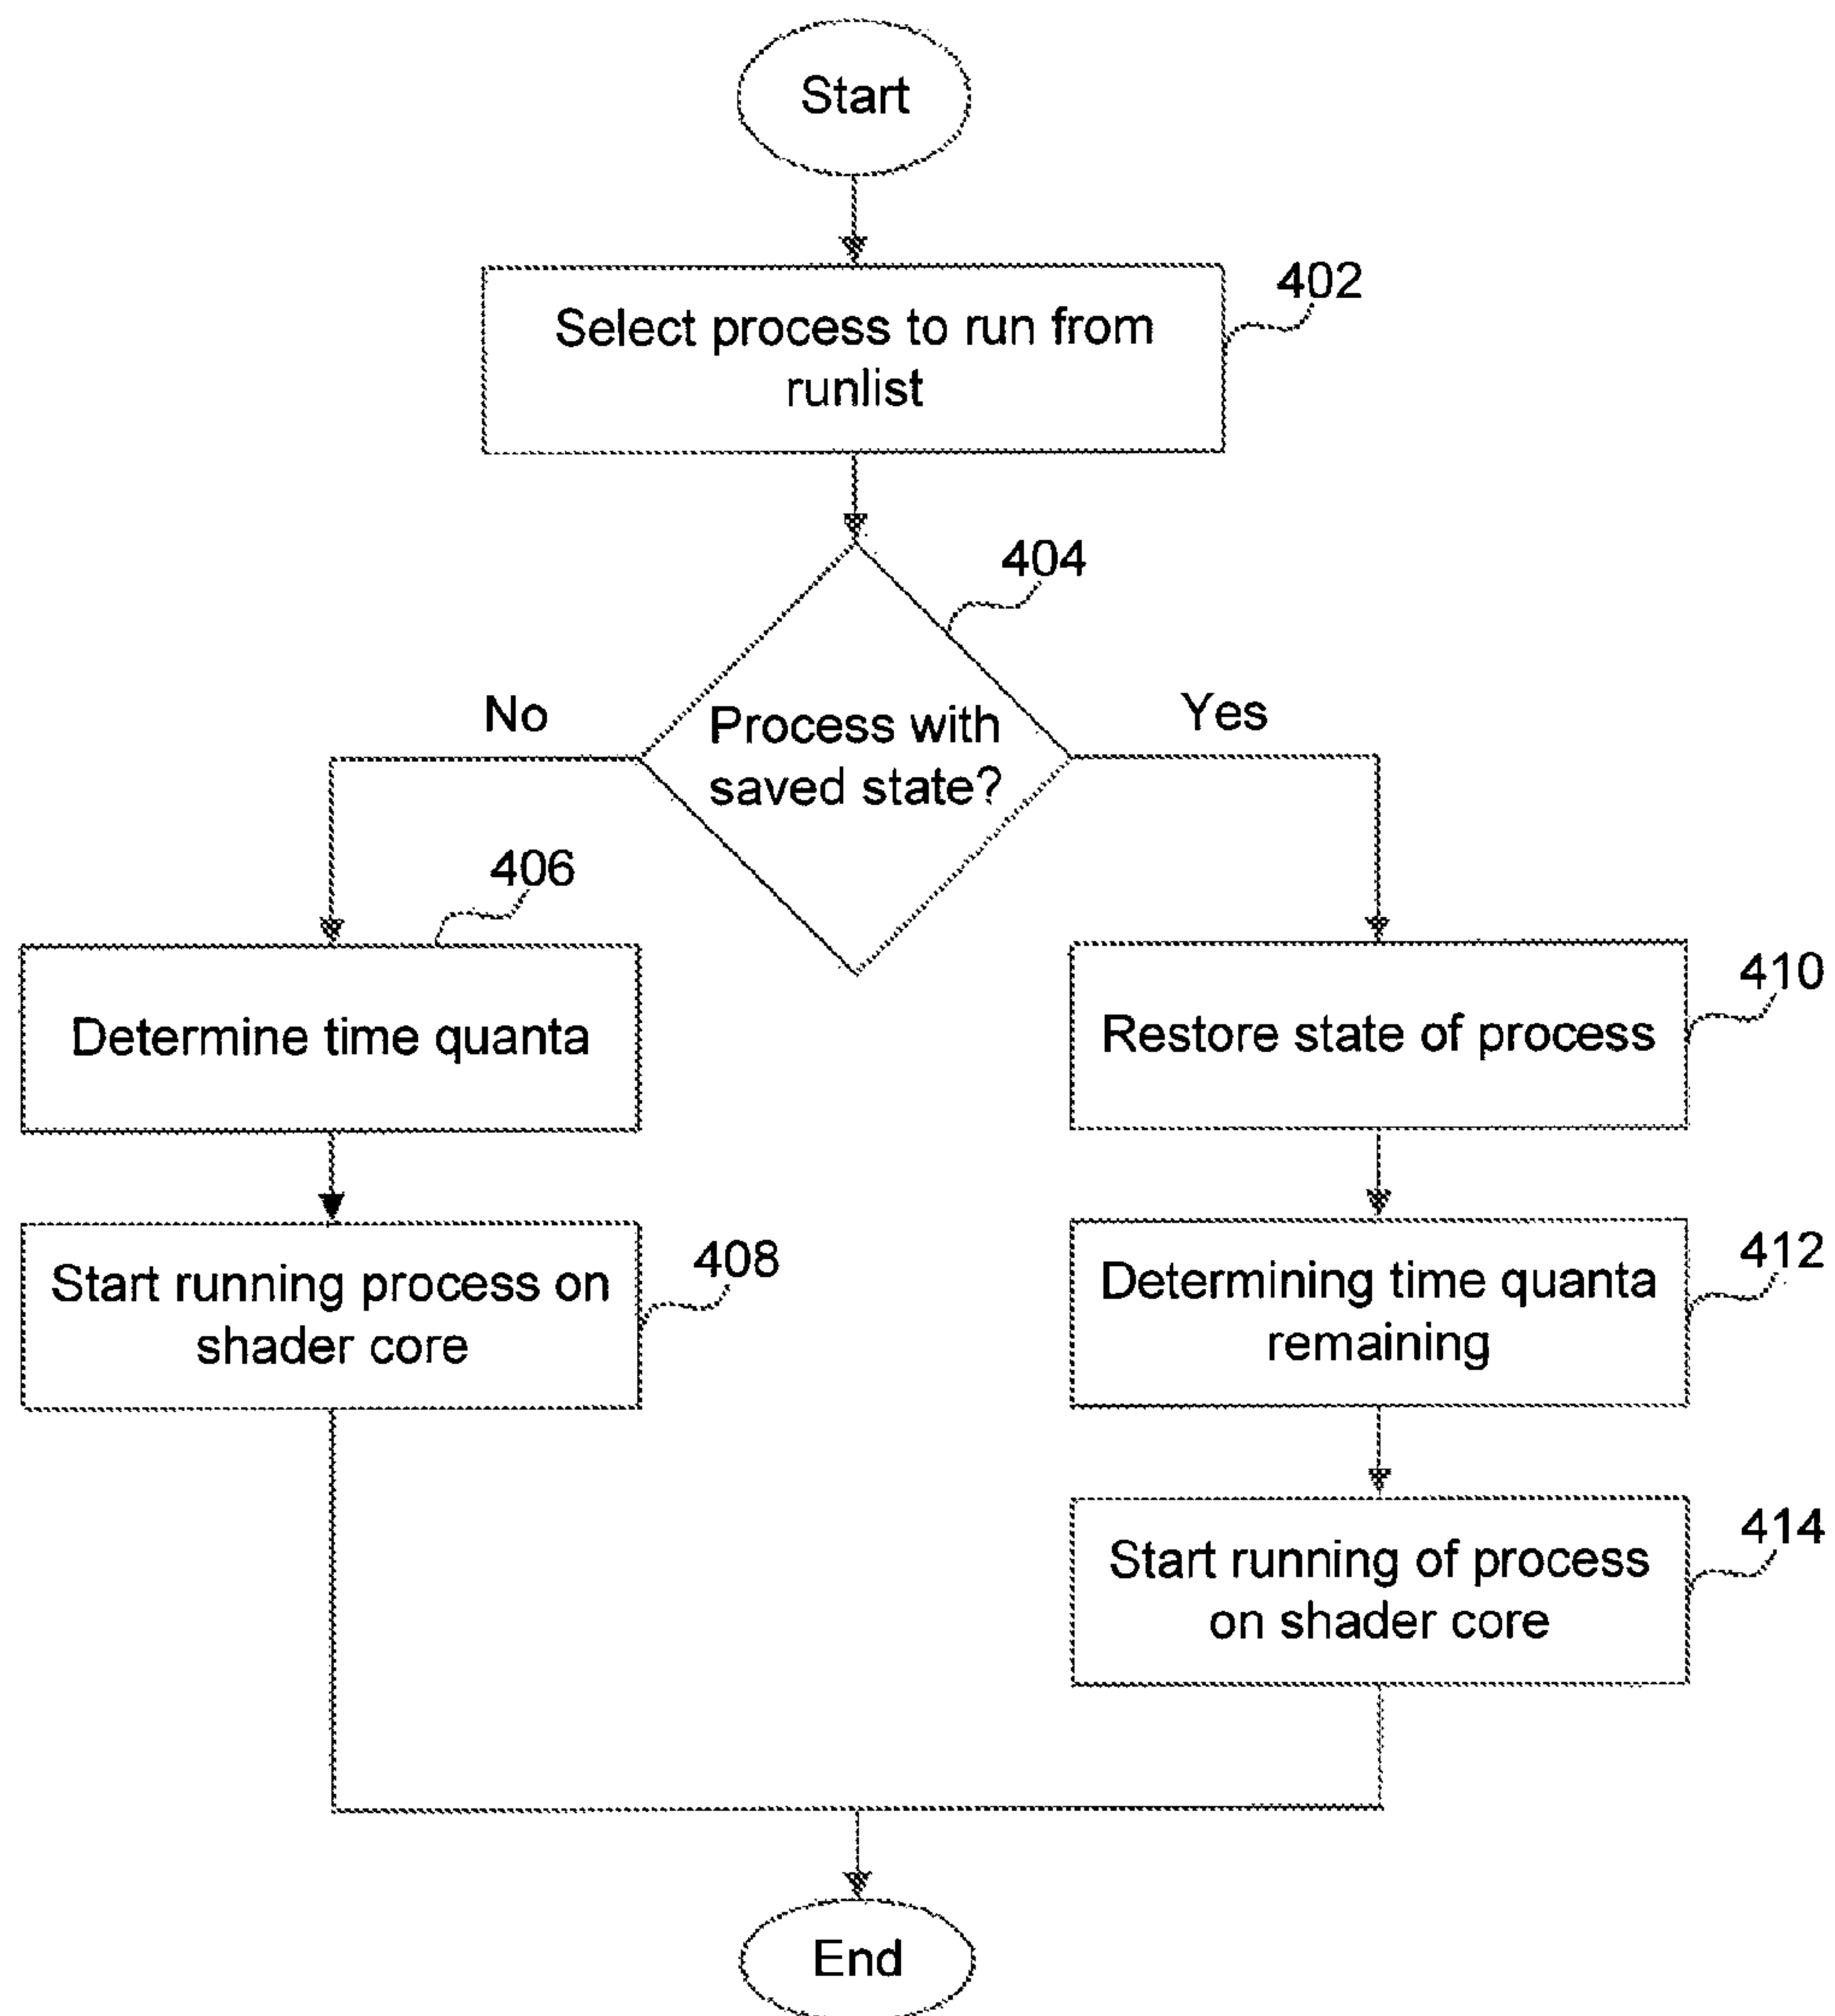 Start
402
Select process to run from
runlist
404
No
Yes
Process with
saved state?
406
Determine time quanta
410
Restore state of process
408
Start running process on
shader core
412
Determining time quanta
remaining
414
Start running of process
on shader core
End